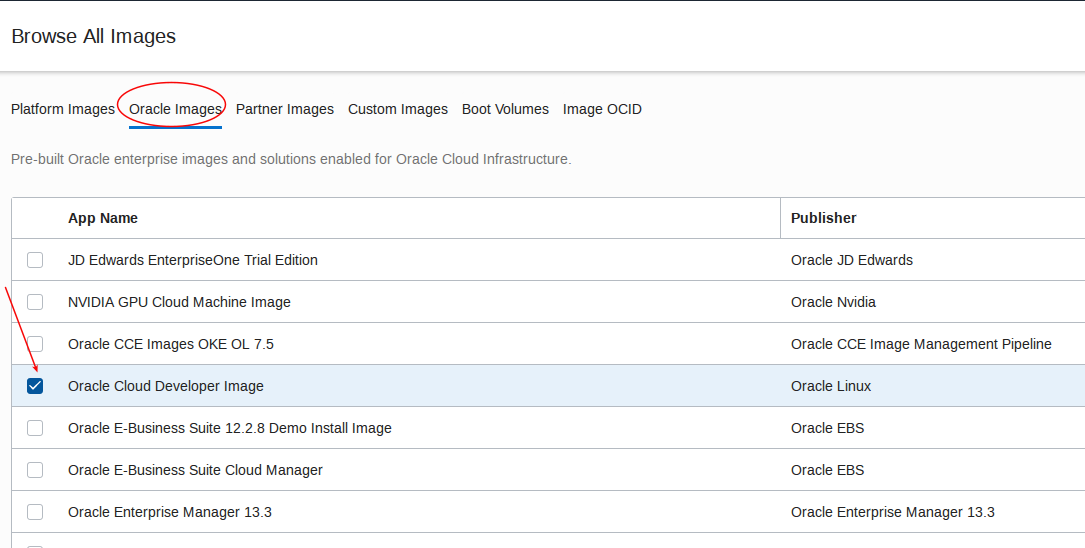 Browse All Images
Platform Images Oracle Images Partner Images Custom Images Boot Volumes Image OCID
Pre-built Oracle enterprise images and solutions enabled for Oracle Cloud Infrastructure.
App Name Publisher
JD Edwards EnterpriseOne Trial Edition Oracle JD Edwards
NVIDIA GPU Cloud Machine Image Oracle Nvidia
Oracle CCE Images OKE OL 7.5 Oracle CCE Image Management Pipeline
Oracle Cloud Developer Image Oracle Linux
Oracle E-Business Suite 12.2.8 Demo Install Image Oracle EBS
Oracle E-Business Suite Cloud Manager Oracle EBS
Oracle Enterprise Manager 13.3 Oracle Enterprise Manager 13.3